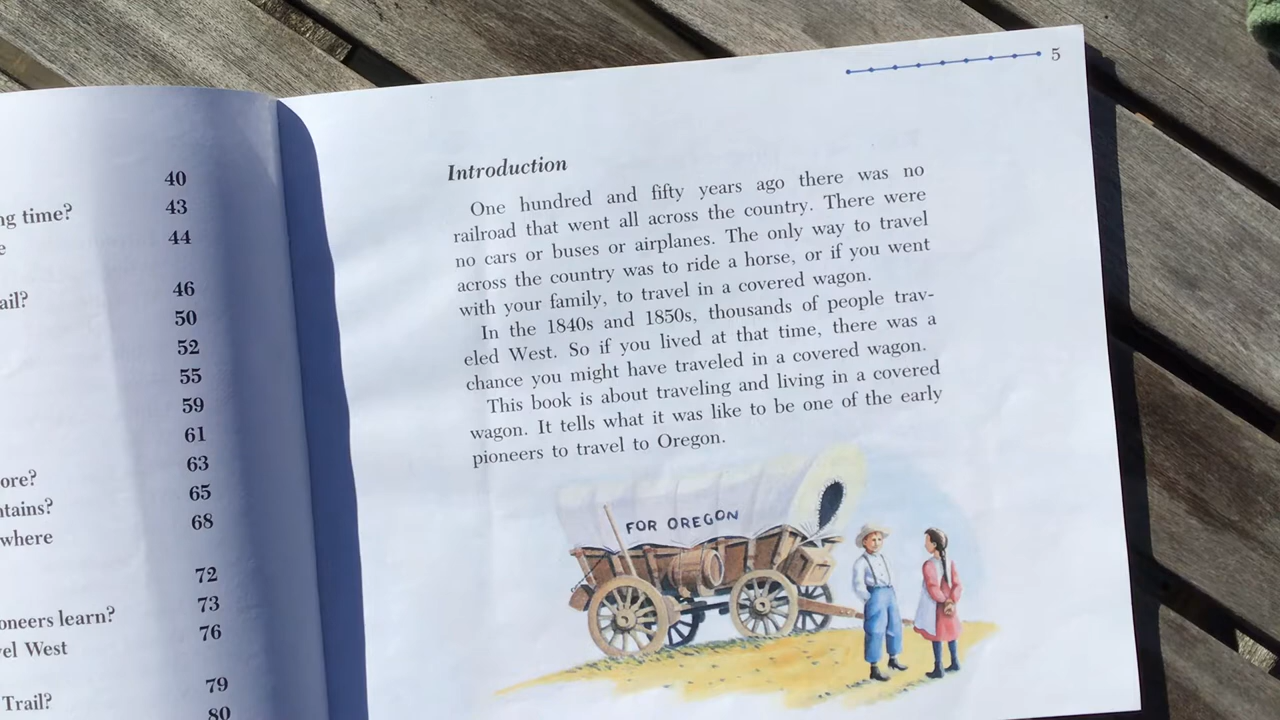 40
ng time? 43
e 44
ail? 46
50
52
55
59
61
ore? 63
ntains? 65
where 68
72
oneers learn? 73
vel West 76
Trail? 79
80
5
Introduction
One hundred and fifty years ago there was no
railroad that went all across the country. There were
no cars or buses or airplanes. The only way to travel
across the country was to ride a horse, or if you went
with your family, to travel in a covered wagon.
In the 1840s and 1850s, thousands of people trav-
eled West. So if you lived at that time, there was a
chance you might have traveled in a covered wagon.
This book is about traveling and living in a covered
wagon. It tells what it was like to be one of the early
pioneers to travel to Oregon.
FOR OREGON